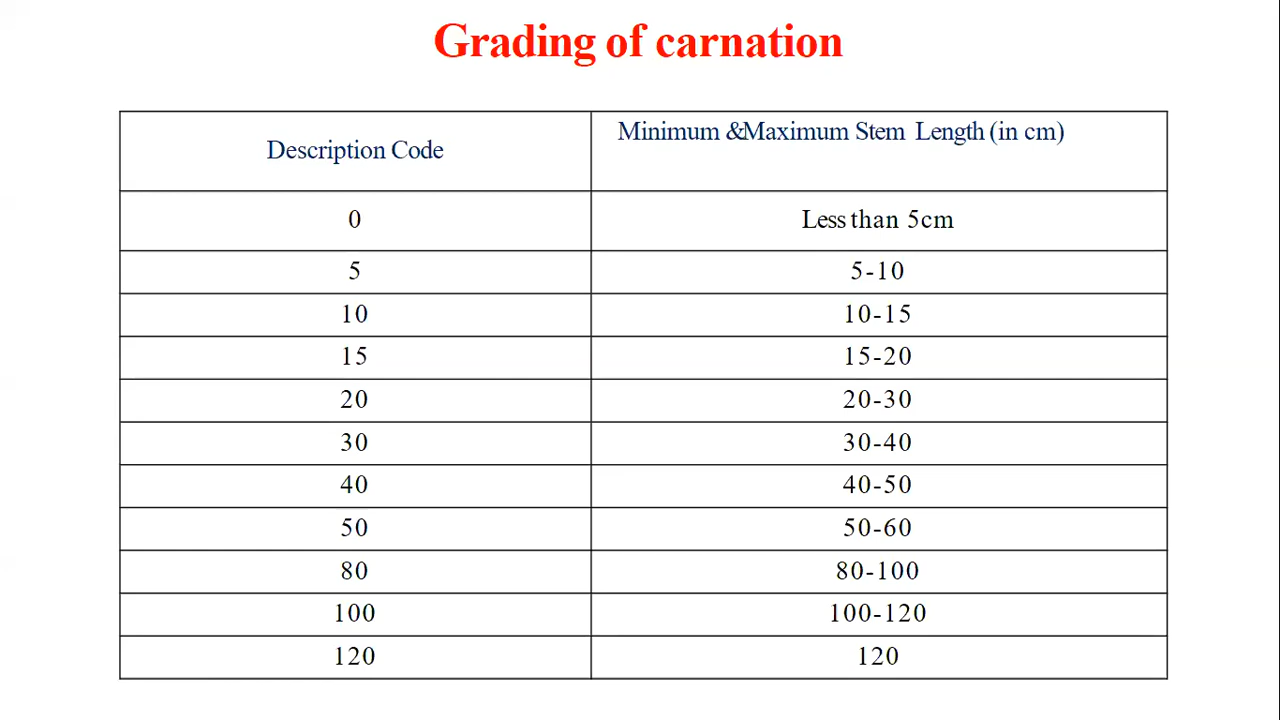 Grading of carnation
Description Code
Minimum &Maximum Stem Length (in cm)
0 Less than 5cm
5 5-10
10 10-15
15 15-20
20 20-30
30 30-40
40 40-50
50 50-60
80 80-100
100 100-120
120 120